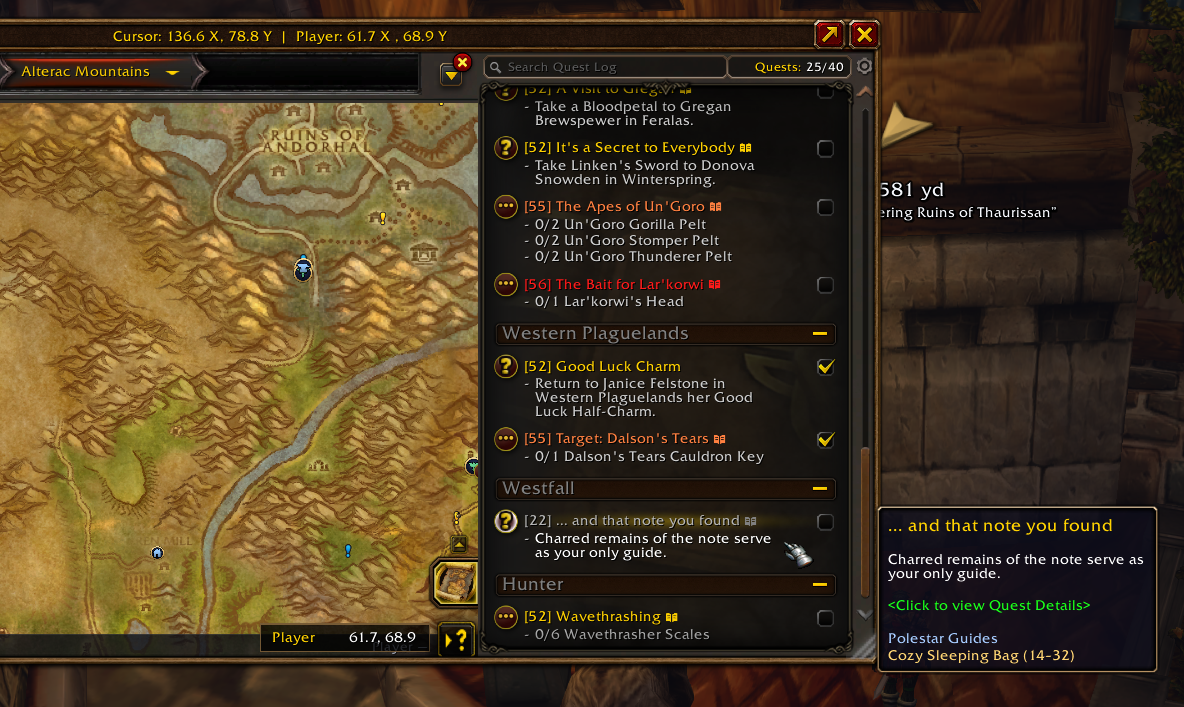 Cursor: 136.6 X, 78.8 Y | Player: 61.7 X , 68.9 Y
Alterac Mountains
Search Quest Log
Quests: 25/40
RUINS OF
ANDORHAL
[52] A Visit to Gregan
- Take a Bloodpetal to Gregan
Brewspewer in Feralas.
[52] It's a Secret to Everybody
- Take Linken's Sword to Donova
Snowden in Winterspring.
[55] The Apes of Un'Goro
- 0/2 Un'Goro Gorilla Pelt
- 0/2 Un'Goro Stomper Pelt
- 0/2 Un'Goro Thunderer Pelt
[56] The Bait for Lar'korwi
- 0/1 Lar'korwi's Head
Western Plaguelands
[52] Good Luck Charm
- Return to Janice Felstone in
Western Plaguelands her Good
Luck Half-Charm.
[55] Target: Dalson's Tears
- 0/1 Dalson's Tears Cauldron Key
Westfall
[22] ... and that note you found
- Charred remains of the note serve
as your only guide.
Hunter
[52] Wavethrashing
- 0/6 Wavethrasher Scales
Player 61.7, 68.9
Player —
581 yd
ering Ruins of Thaurissan"
... and that note you found
Charred remains of the note serve as
your only guide.
<Click to view Quest Details>
Polestar Guides
Cozy Sleeping Bag (14-32)